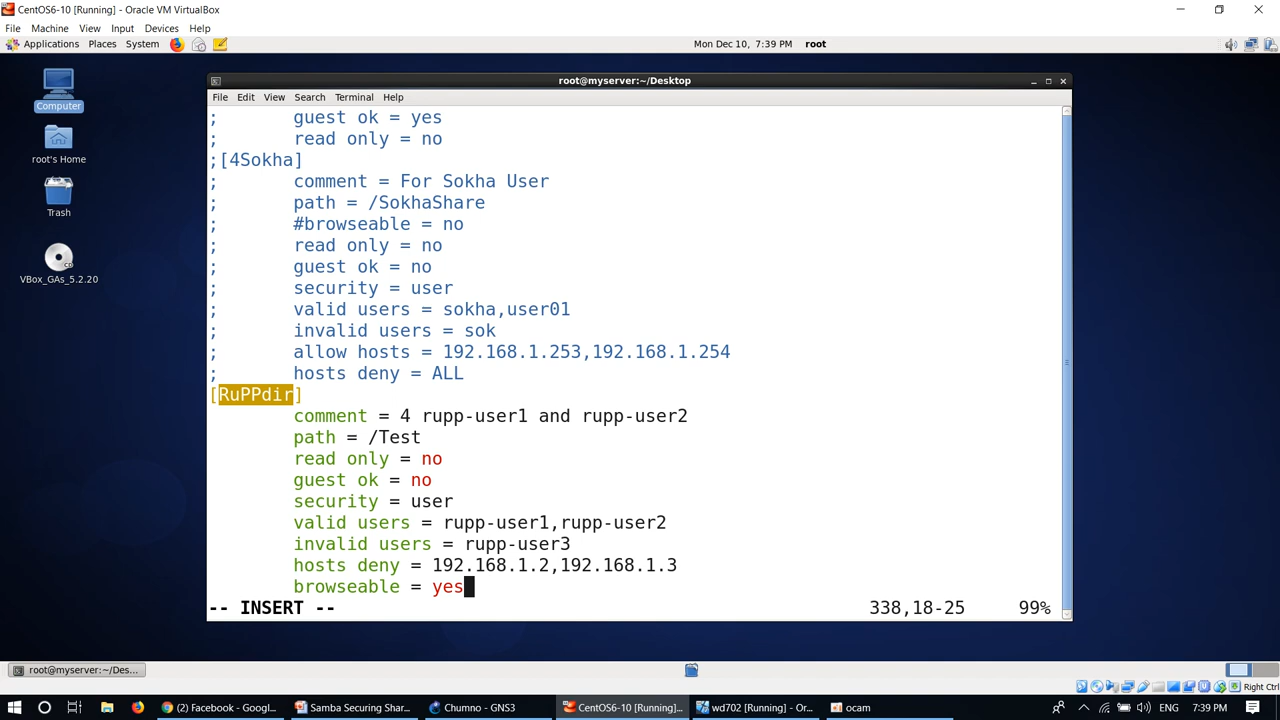 CentOS6-10 [Running] - Oracle VM VirtualBox
File Machine View Input Devices Help
Applications Places System Mon Dec 10, 7:39 PM root
root@myserver:~/Desktop
File Edit View Search Terminal Help
Computer
root's Home
Trash
VBox_GAs_5.2.20
; guest ok = yes
; read only = no
;[4Sokha]
; comment = For Sokha User
; path = /SokhaShare
; #browseable = no
; read only = no
; guest ok = no
; security = user
; valid users = sokha,user01
; invalid users = sok
; allow hosts = 192.168.1.253,192.168.1.254
; hosts deny = ALL
[RuPPdir]
comment = 4 rupp-user1 and rupp-user2
path = /Test
read only = no
guest ok = no
security = user
valid users = rupp-user1,rupp-user2
invalid users = rupp-user3
hosts deny = 192.168.1.2,192.168.1.3
browseable = yes
-- INSERT -- 338,18-25 99%
root@myserver:~/Des...
Right Ctrl
(2) Facebook - Googl... Samba Securing Shar... Chumno - GNS3 CentOS6-10 [Running]... wd702 [Running] - Or... ocam ENG 7:39 PM